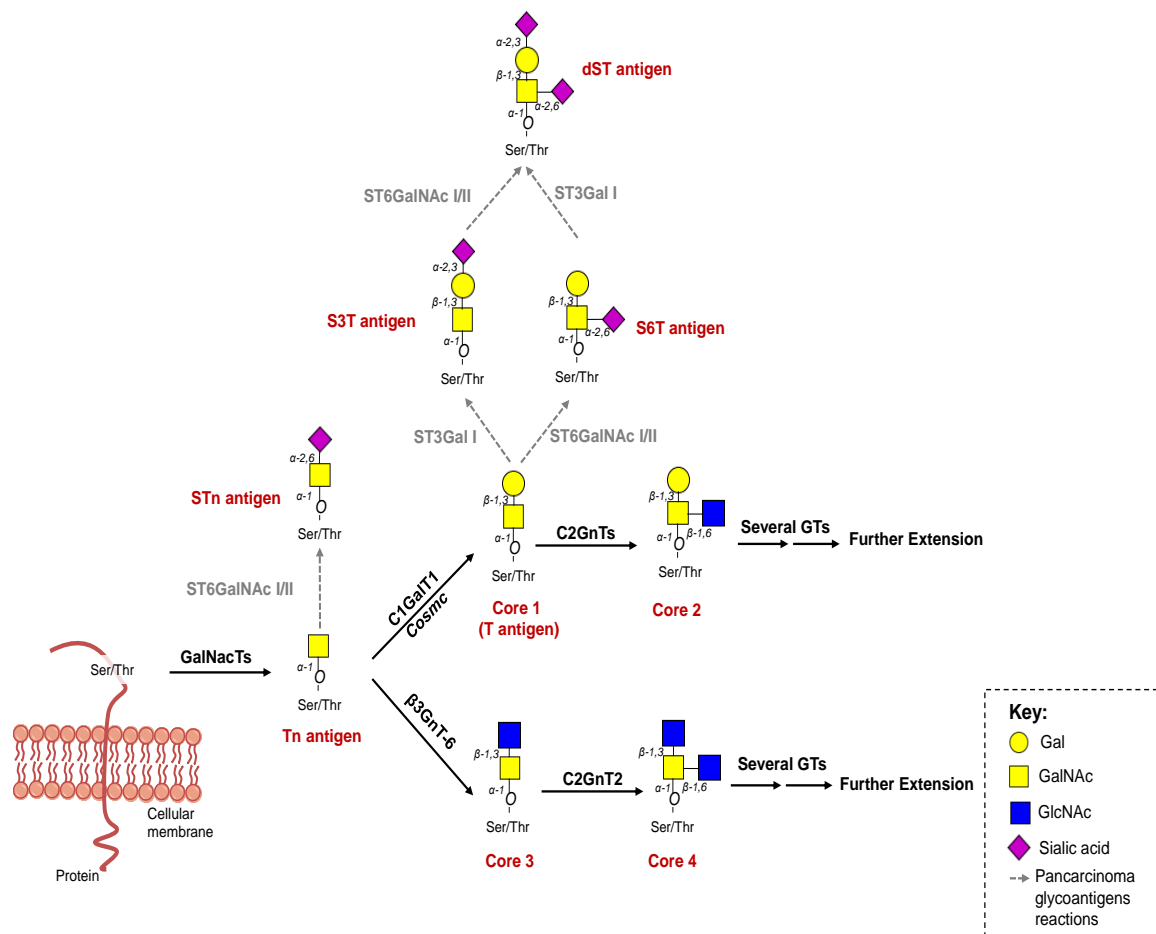 α-2,3
β-1,3
dST antigen
α-2,6
α-1
O
Ser/Thr
ST6GalNAc I/II
ST3Gal I
α-2,3
β-1,3
S3T antigen
α-1
O
Ser/Thr
β-1,3
S6T antigen
α-2,6
α-1
O
Ser/Thr
ST3Gal I
ST6GalNAc I/II
α-2,6
STn antigen
α-1
O
Ser/Thr
ST6GalNAc I/II
β-1,3
α-1
O
Ser/Thr
Core 1
(T antigen)
C2GnTs
β-1,3
β-1,6
α-1
O
Ser/Thr
Core 2
Several GTs
Further Extension
C1GalT1
Cosmc
Ser/Thr
GalNacTs
α-1
O
Ser/Thr
Tn antigen
β3GnT-6
β-1,3
α-1
O
Ser/Thr
Core 3
C2GnT2
β-1,3
β-1,6
α-1
O
Ser/Thr
Core 4
Several GTs
Further Extension
Cellular
membrane
Protein
Key:
Gal
GalNAc
GlcNAc
Sialic acid
Pancarcinoma
glycoantigens
reactions